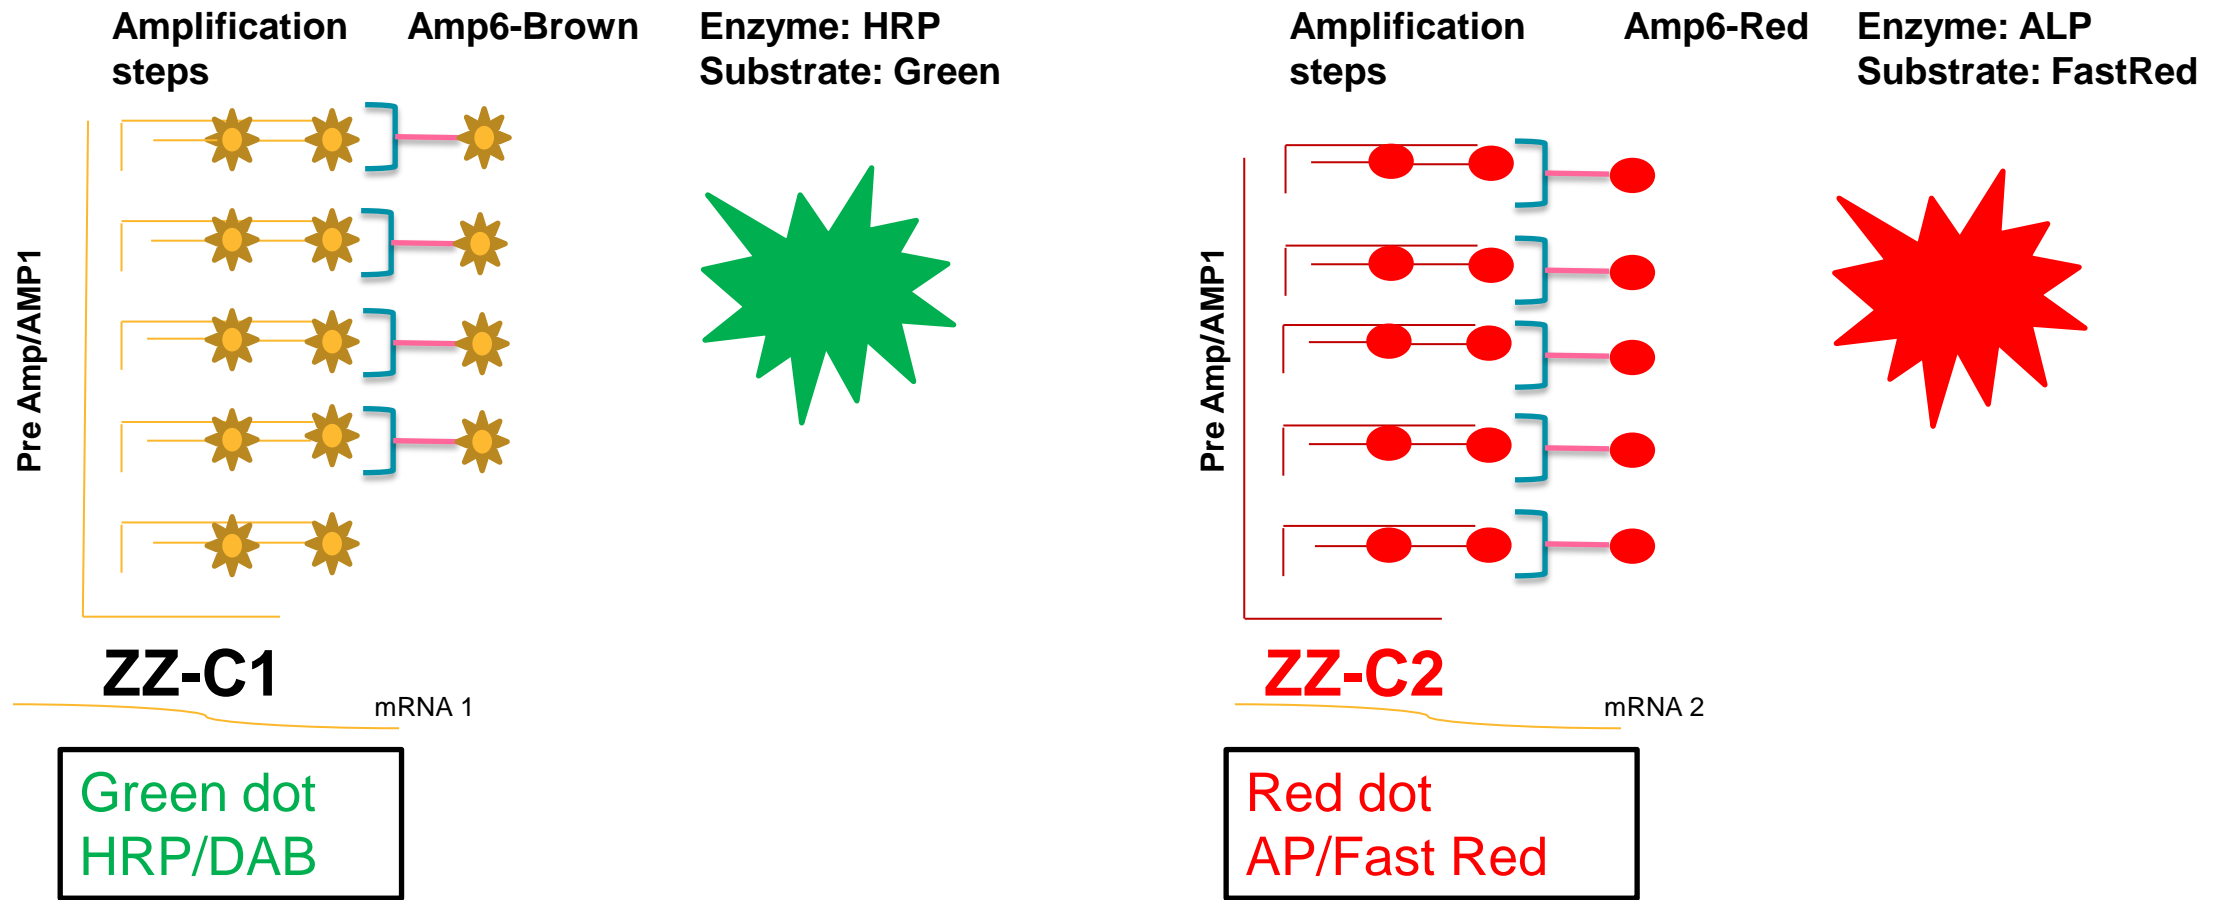 Amplification
steps
Amp6-Brown
Enzyme: HRP
Substrate: Green
Pre Amp/AMP1
ZZ-C1
mRNA 1
Green dot
HRP/DAB
Amplification
steps
Amp6-Red
Enzyme: ALP
Substrate: FastRed
Pre Amp/AMP1
ZZ-C2
mRNA 2
Red dot
AP/Fast Red